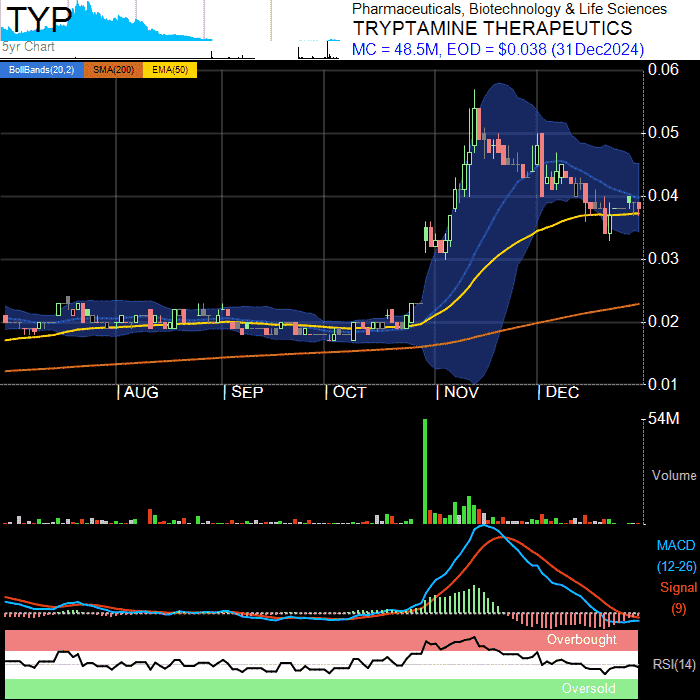 TYP
Pharmaceuticals, Biotechnology & Life Sciences
TRYPTAMINE THERAPEUTICS
5yr Chart
MC = 48.5M, EOD = $0.038 (31Dec2024)
BollBands(20,2) SMA(200) EMA(50)
0.06
0.05
0.04
0.03
0.02
0.01
AUG SEP OCT NOV DEC
54M
Volume
MACD
(12-26)
Signal
(9)
Overbought
RSI(14)
Oversold